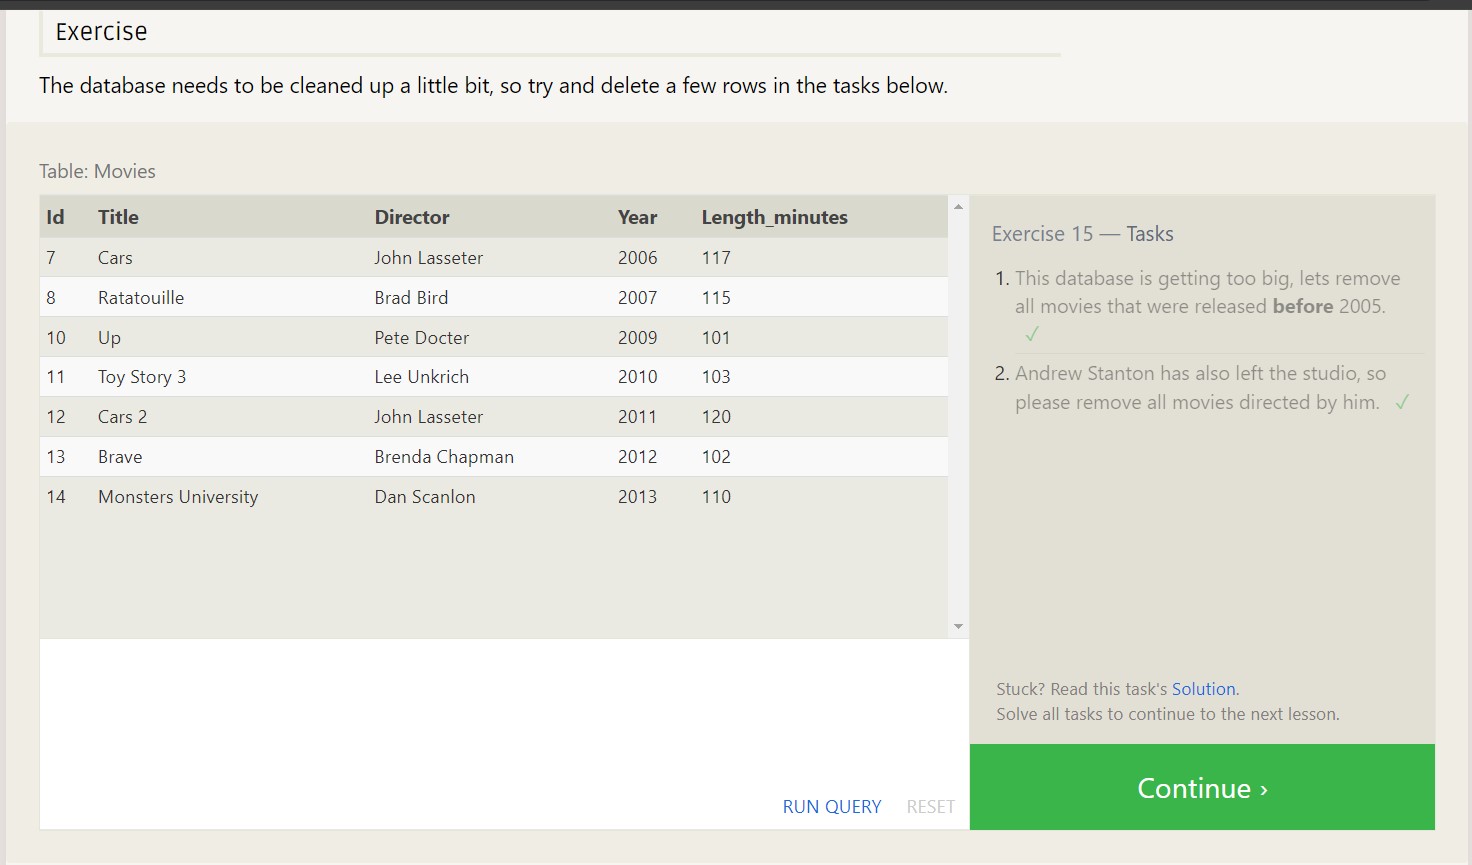 Exercise
The database needs to be cleaned up a little bit, so try and delete a few rows in the tasks below.
Table: Movies
Id Title Director Year Length_minutes
7 Cars John Lasseter 2006 117
8 Ratatouille Brad Bird 2007 115
10 Up Pete Docter 2009 101
11 Toy Story 3 Lee Unkrich 2010 103
12 Cars 2 John Lasseter 2011 120
13 Brave Brenda Chapman 2012 102
14 Monsters University Dan Scanlon 2013 110
RUN QUERY RESET
Exercise 15 — Tasks
1. This database is getting too big, lets remove
all movies that were released before 2005.
✓
2. Andrew Stanton has also left the studio, so
please remove all movies directed by him. ✓
Stuck? Read this task's Solution.
Solve all tasks to continue to the next lesson.
Continue ›